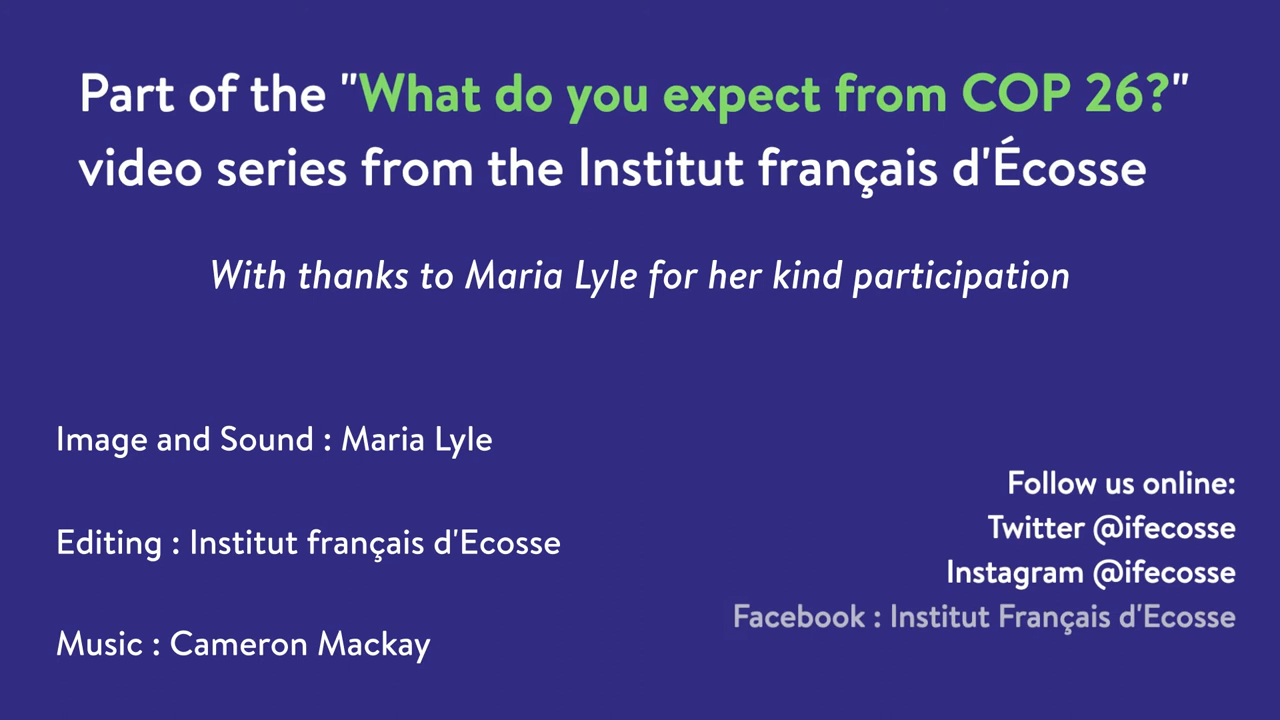 Part of the "What do you expect from COP 26?"
video series from the Institut français d'Écosse
With thanks to Maria Lyle for her kind participation
Image and Sound : Maria Lyle
Editing : Institut français d'Ecosse
Music : Cameron Mackay
Follow us online:
Twitter @ifecosse
Instagram @ifecosse
Facebook : Institut Français d'Ecosse